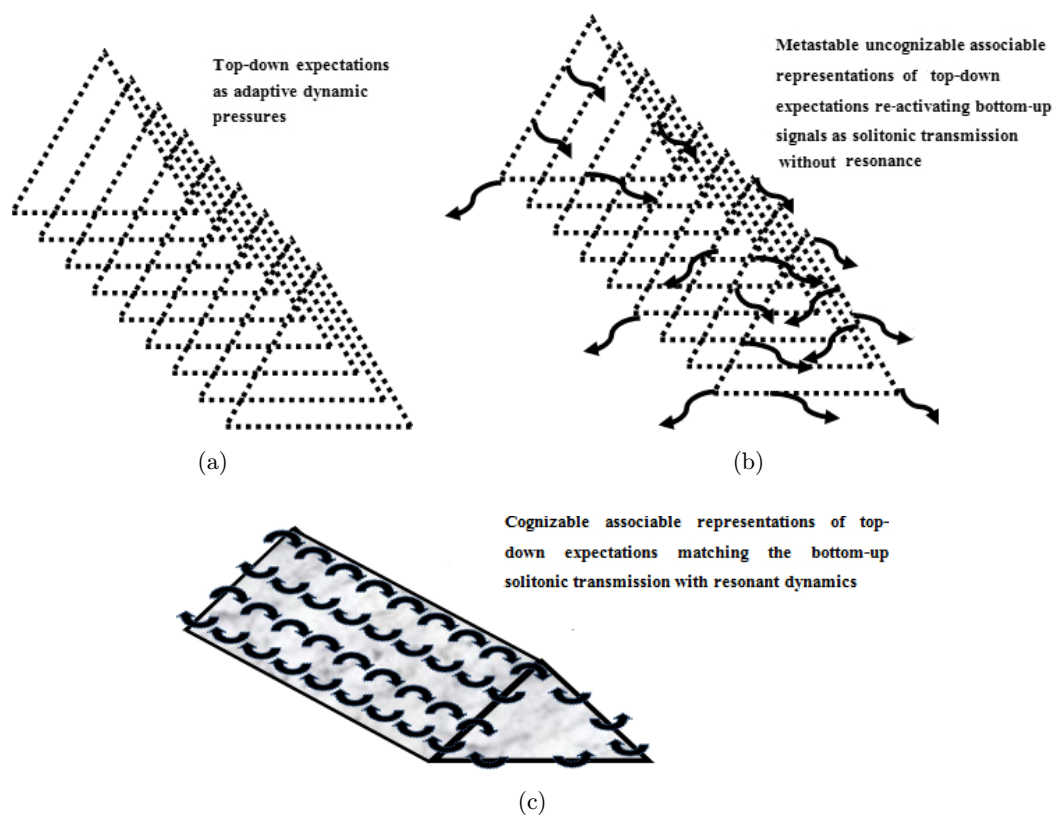 Top-down expectations
as adaptive dynamic
pressures
Metastable uncognizable associable
representations of top-down
expectations re-activating bottom-up
signals as solitonic transmission
without resonance
(a)
(b)
Cognizable associable representations of top-
down expectations matching the bottom-up
solitonic transmission with resonant dynamics
(c)